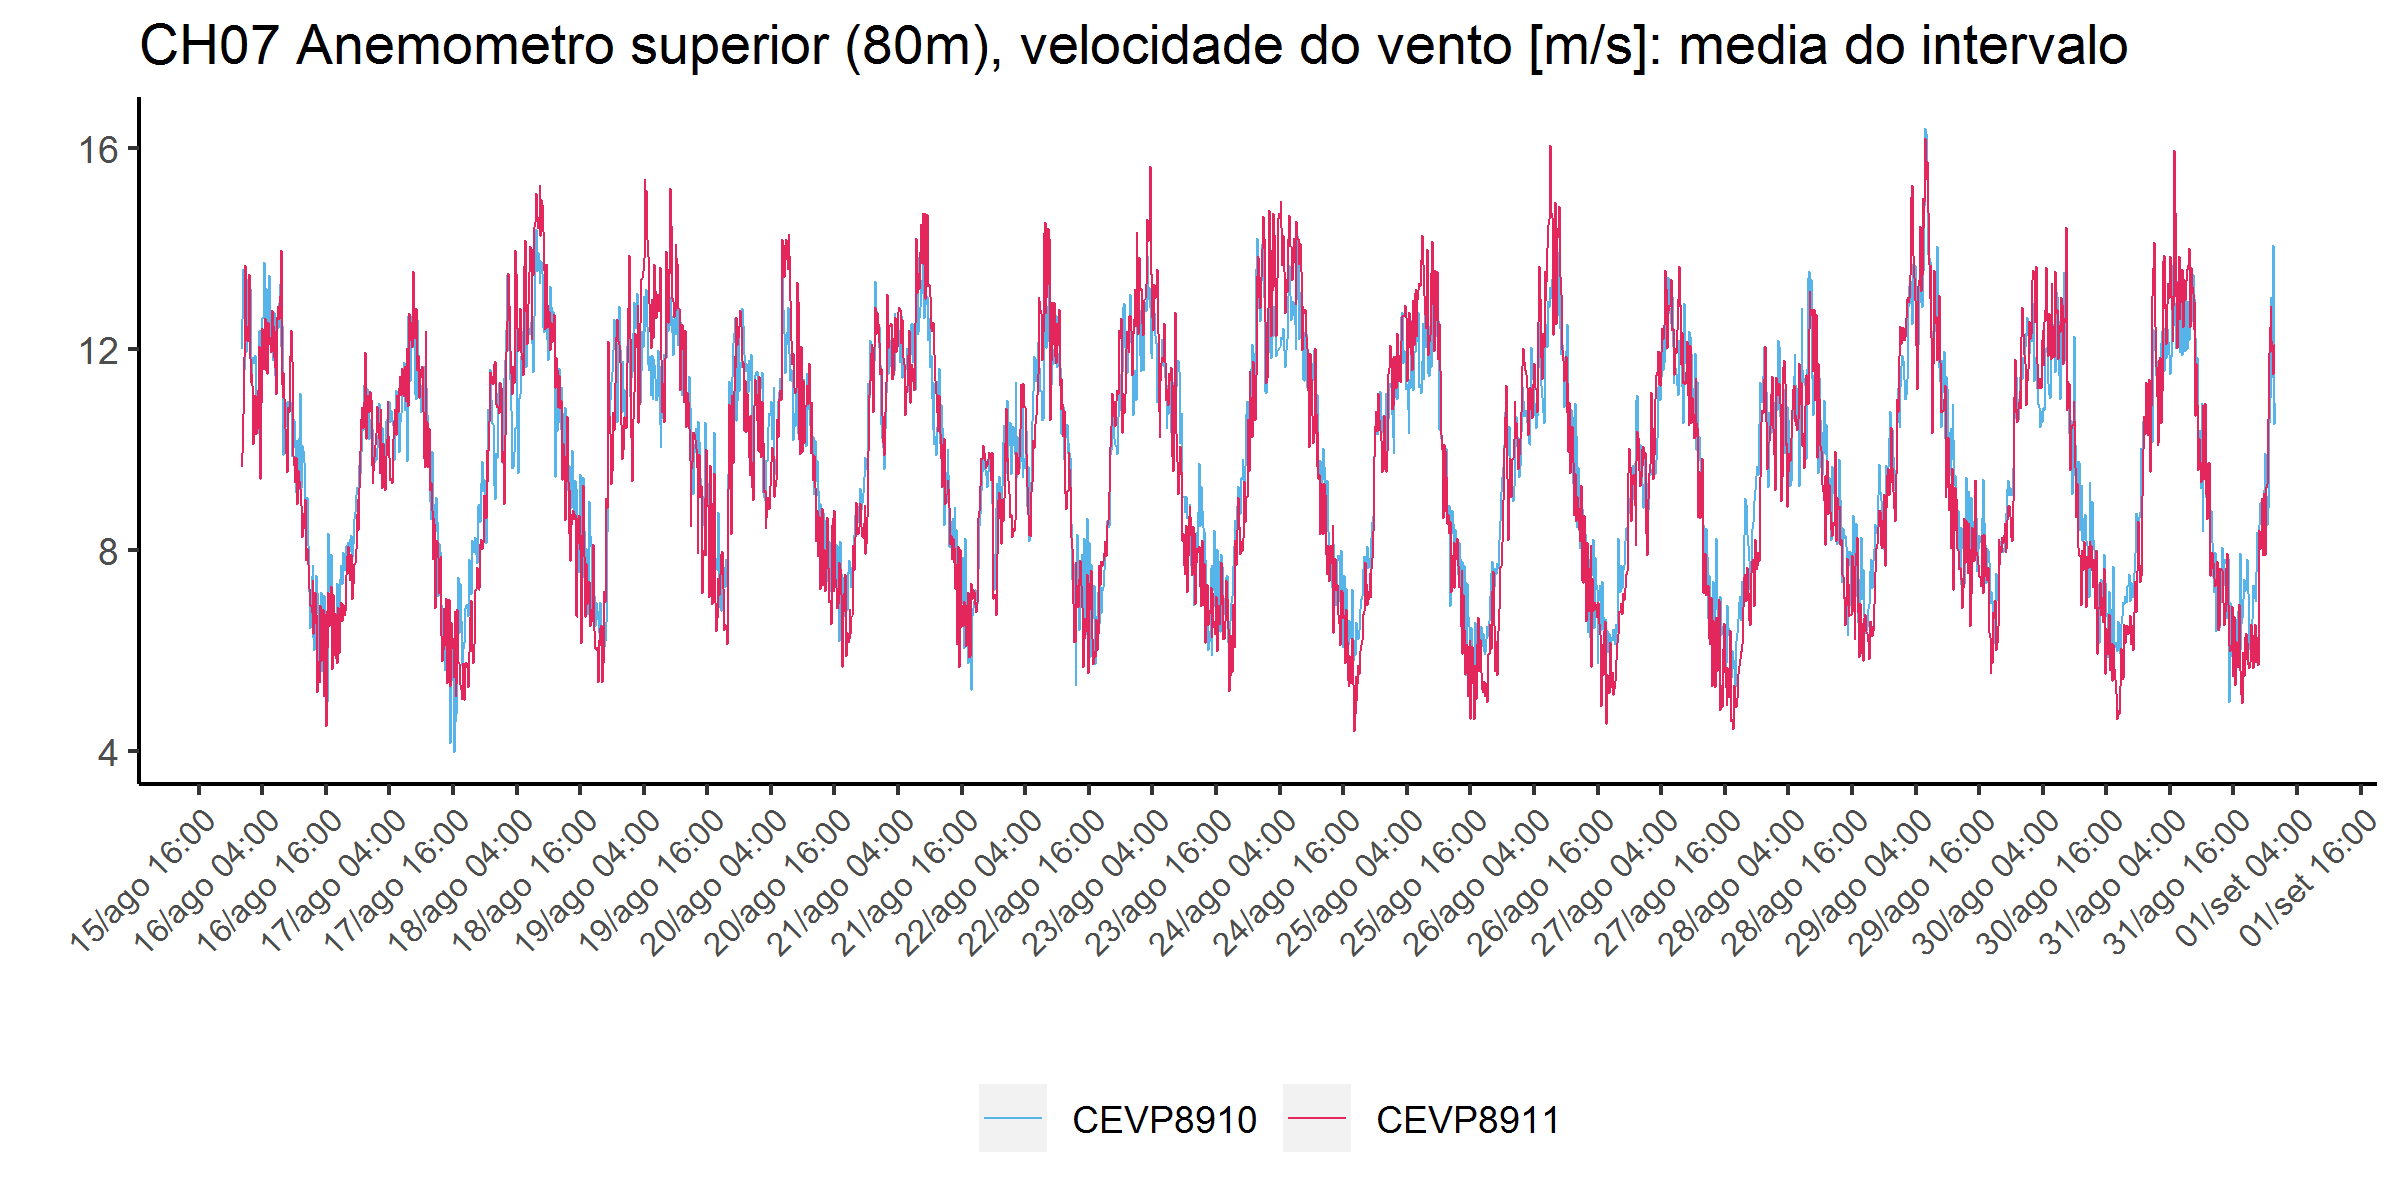 CH07 Anemometro superior (80m), velocidade do vento [m/s]: media do intervalo
16
12
8
4
15/ago 16:00
16/ago 04:00
16/ago 16:00
17/ago 04:00
17/ago 16:00
18/ago 04:00
18/ago 16:00
19/ago 04:00
19/ago 16:00
20/ago 04:00
20/ago 16:00
21/ago 04:00
21/ago 16:00
22/ago 04:00
22/ago 16:00
23/ago 04:00
23/ago 16:00
24/ago 04:00
24/ago 16:00
25/ago 04:00
25/ago 16:00
26/ago 04:00
26/ago 16:00
27/ago 04:00
27/ago 16:00
28/ago 04:00
28/ago 16:00
29/ago 04:00
29/ago 16:00
30/ago 04:00
30/ago 16:00
31/ago 04:00
31/ago 16:00
01/set 04:00
01/set 16:00
CEVP8910
CEVP8911